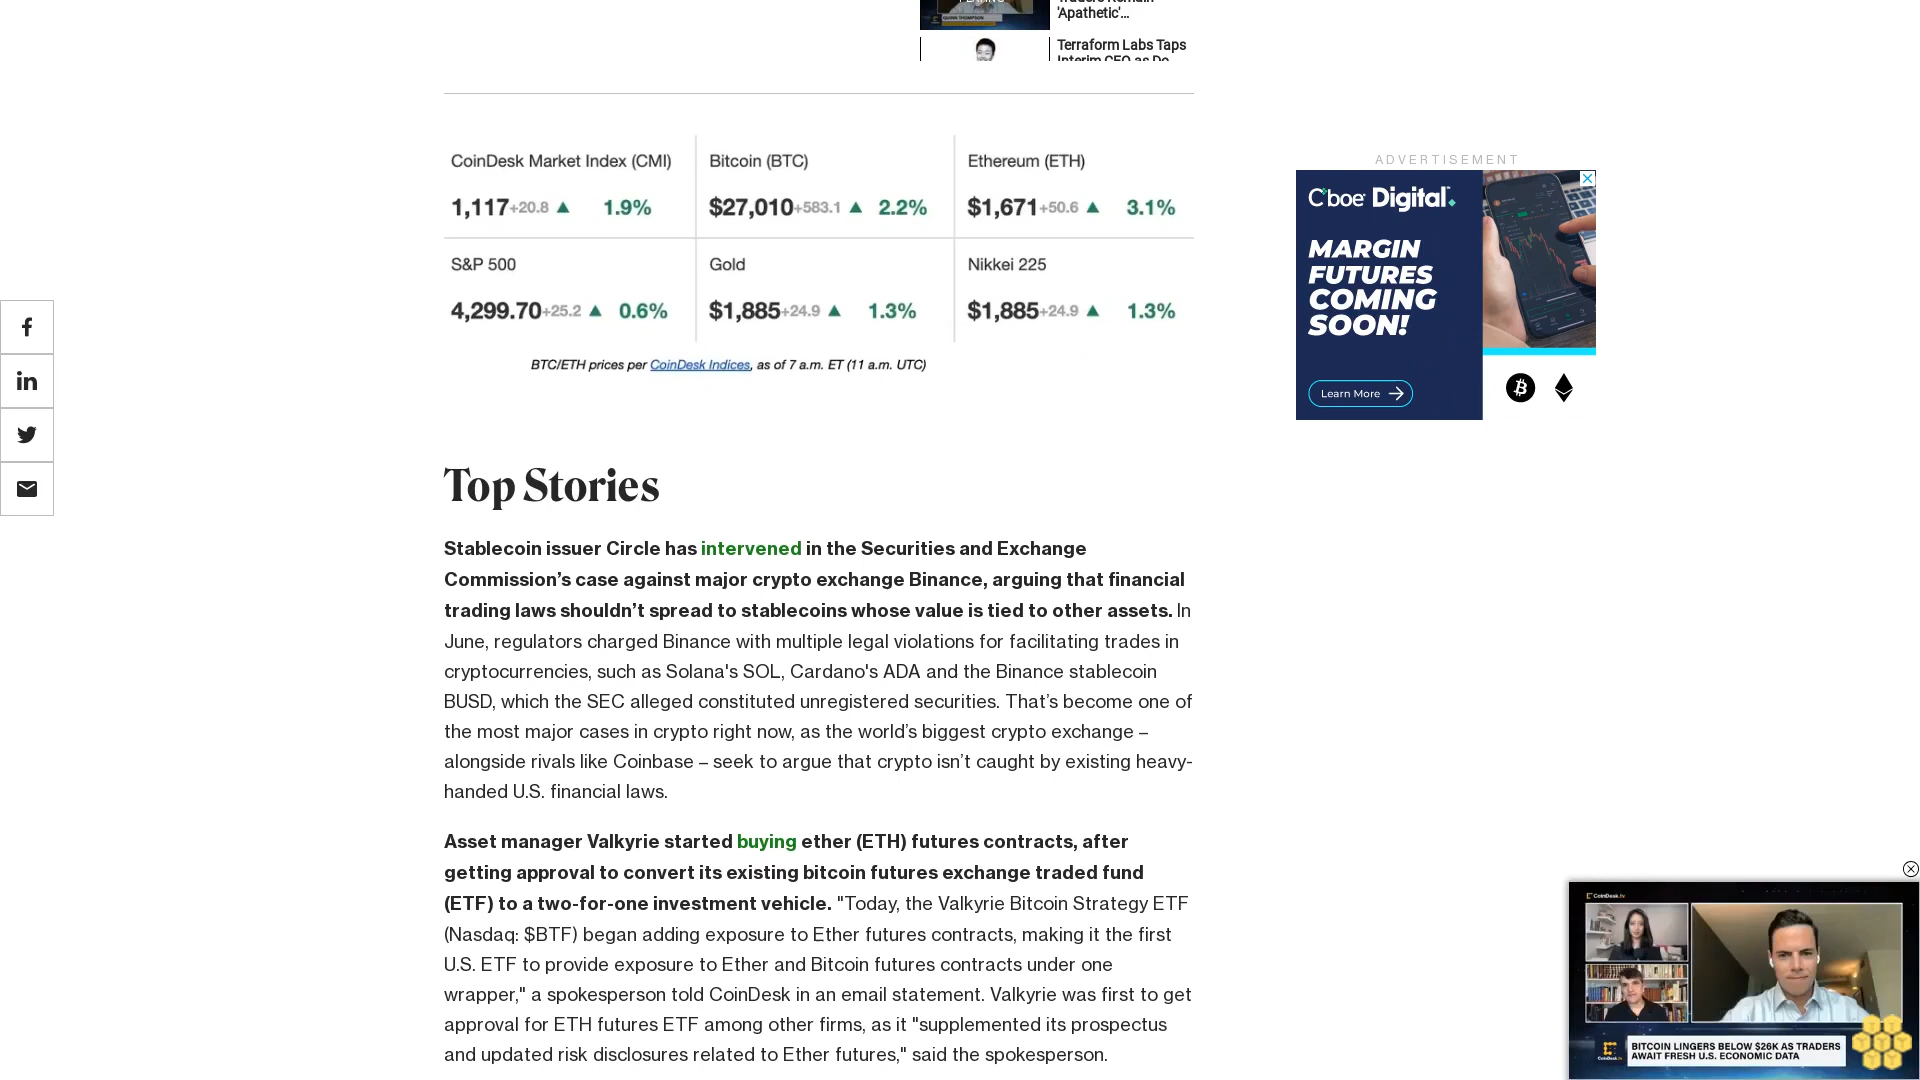 'Apathetic'...
Terraform Labs Taps
QUINN THOMPSON
CoinDesk Market Index (CMI)
1,117 +20.8 ▲ 1.9%
Bitcoin (BTC)
$27,010 +583.1 ▲ 2.2%
Ethereum (ETH)
$1,671 +50.6 ▲ 3.1%
S&P 500
4,299.70 +25.2 ▲ 0.6%
Gold
$1,885 +24.9 ▲ 1.3%
Nikkei 225
$1,885 +24.9 ▲ 1.3%
BTC/ETH prices per CoinDesk Indices, as of 7 a.m. ET (11 a.m. UTC)
ADVERTISEMENT
Cboe Digital
MARGIN
FUTURES
COMING
SOON!
Learn More
Top Stories
Stablecoin issuer Circle has intervened in the Securities and Exchange
Commission’s case against major crypto exchange Binance, arguing that financial
trading laws shouldn’t spread to stablecoins whose value is tied to other assets. In
June, regulators charged Binance with multiple legal violations for facilitating trades in
cryptocurrencies, such as Solana's SOL, Cardano's ADA and the Binance stablecoin
BUSD, which the SEC alleged constituted unregistered securities. That’s become one of
the most major cases in crypto right now, as the world’s biggest crypto exchange –
alongside rivals like Coinbase – seek to argue that crypto isn’t caught by existing heavy-
handed U.S. financial laws.
Asset manager Valkyrie started buying ether (ETH) futures contracts, after
getting approval to convert its existing bitcoin futures exchange traded fund
(ETF) to a two-for-one investment vehicle. "Today, the Valkyrie Bitcoin Strategy ETF
(Nasdaq: $BTF) began adding exposure to Ether futures contracts, making it the first
U.S. ETF to provide exposure to Ether and Bitcoin futures contracts under one
wrapper," a spokesperson told CoinDesk in an email statement. Valkyrie was first to get
approval for ETH futures ETF among other firms, as it "supplemented its prospectus
and updated risk disclosures related to Ether futures," said the spokesperson.
CoinDesk.tv
CoinDesk.tv
BITCOIN LINGERS BELOW $26K AS TRADERS
AWAIT FRESH U.S. ECONOMIC DATA